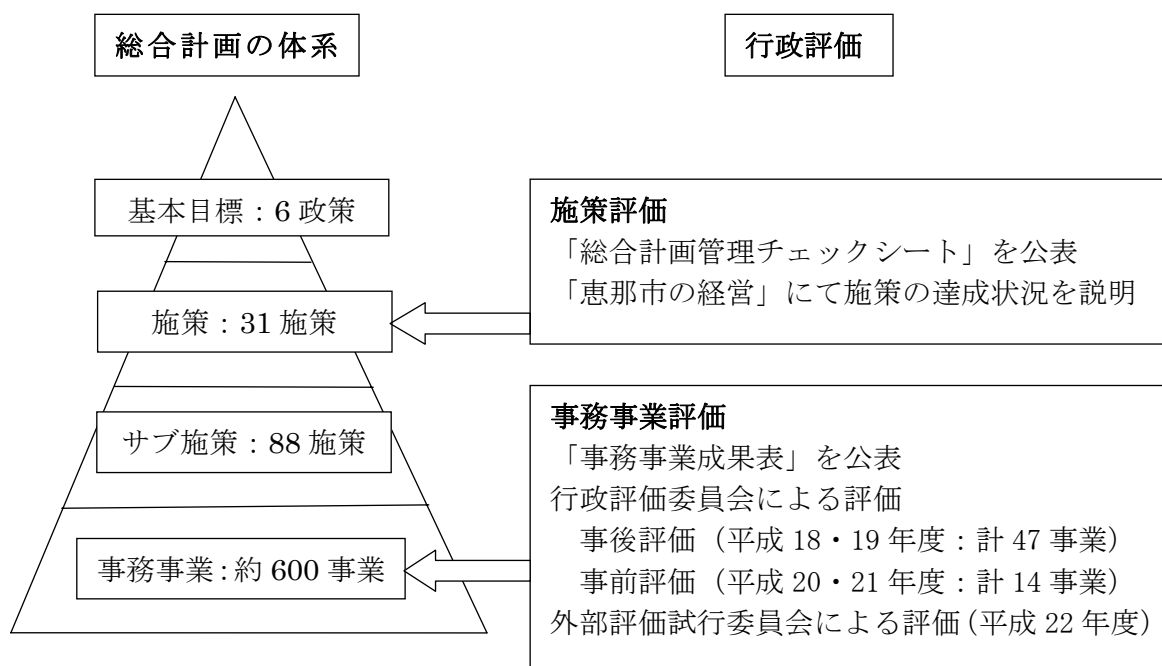 総合計画の体系
行政評価
基本目標：6 政策
施策：31 施策
サブ施策：88 施策
事務事業：約 600 事業
施策評価
「総合計画管理チェックシート」を公表
「恵那市の経営」にて施策の達成状況を説明
事務事業評価
「事務事業成果表」を公表
行政評価委員会による評価
事後評価（平成 18・19 年度：計 47 事業）
事前評価（平成 20・21 年度：計 14 事業）
外部評価試行委員会による評価（平成 22 年度）